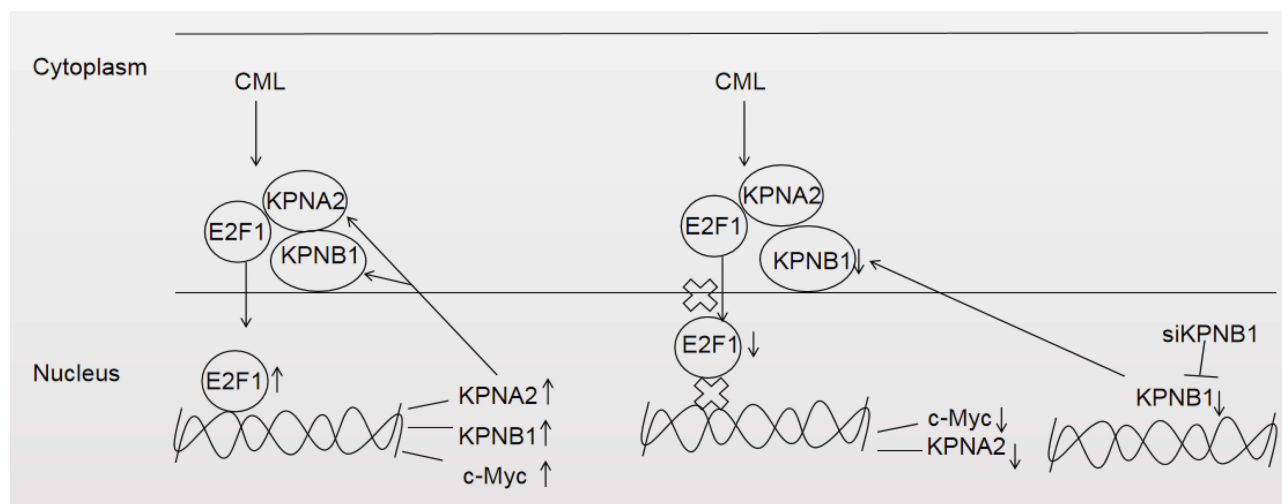 Cytoplasm
CML
KPNA2
E2F1
KPNB1
E2F1
KPNA2
KPNB1
c-Myc
CML
KPNA2
E2F1
KPNB1
E2F1
c-Myc
KPNA2
siKPNB1
KPNB1
Nucleus